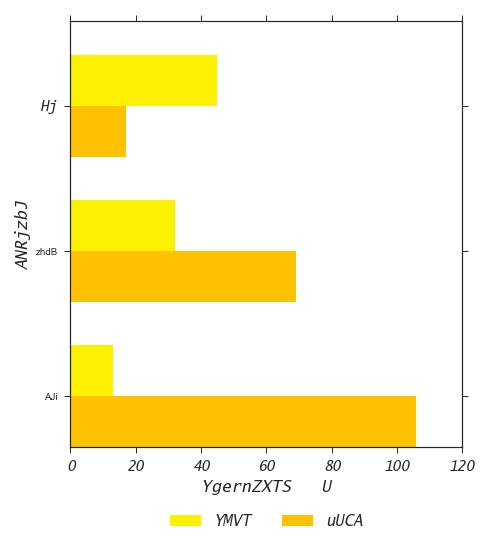 Hj
zhdB
AJi
ANRjzbJ
0 20 40 60 80 100 120
YgernZXTS U
YMVT uUCA